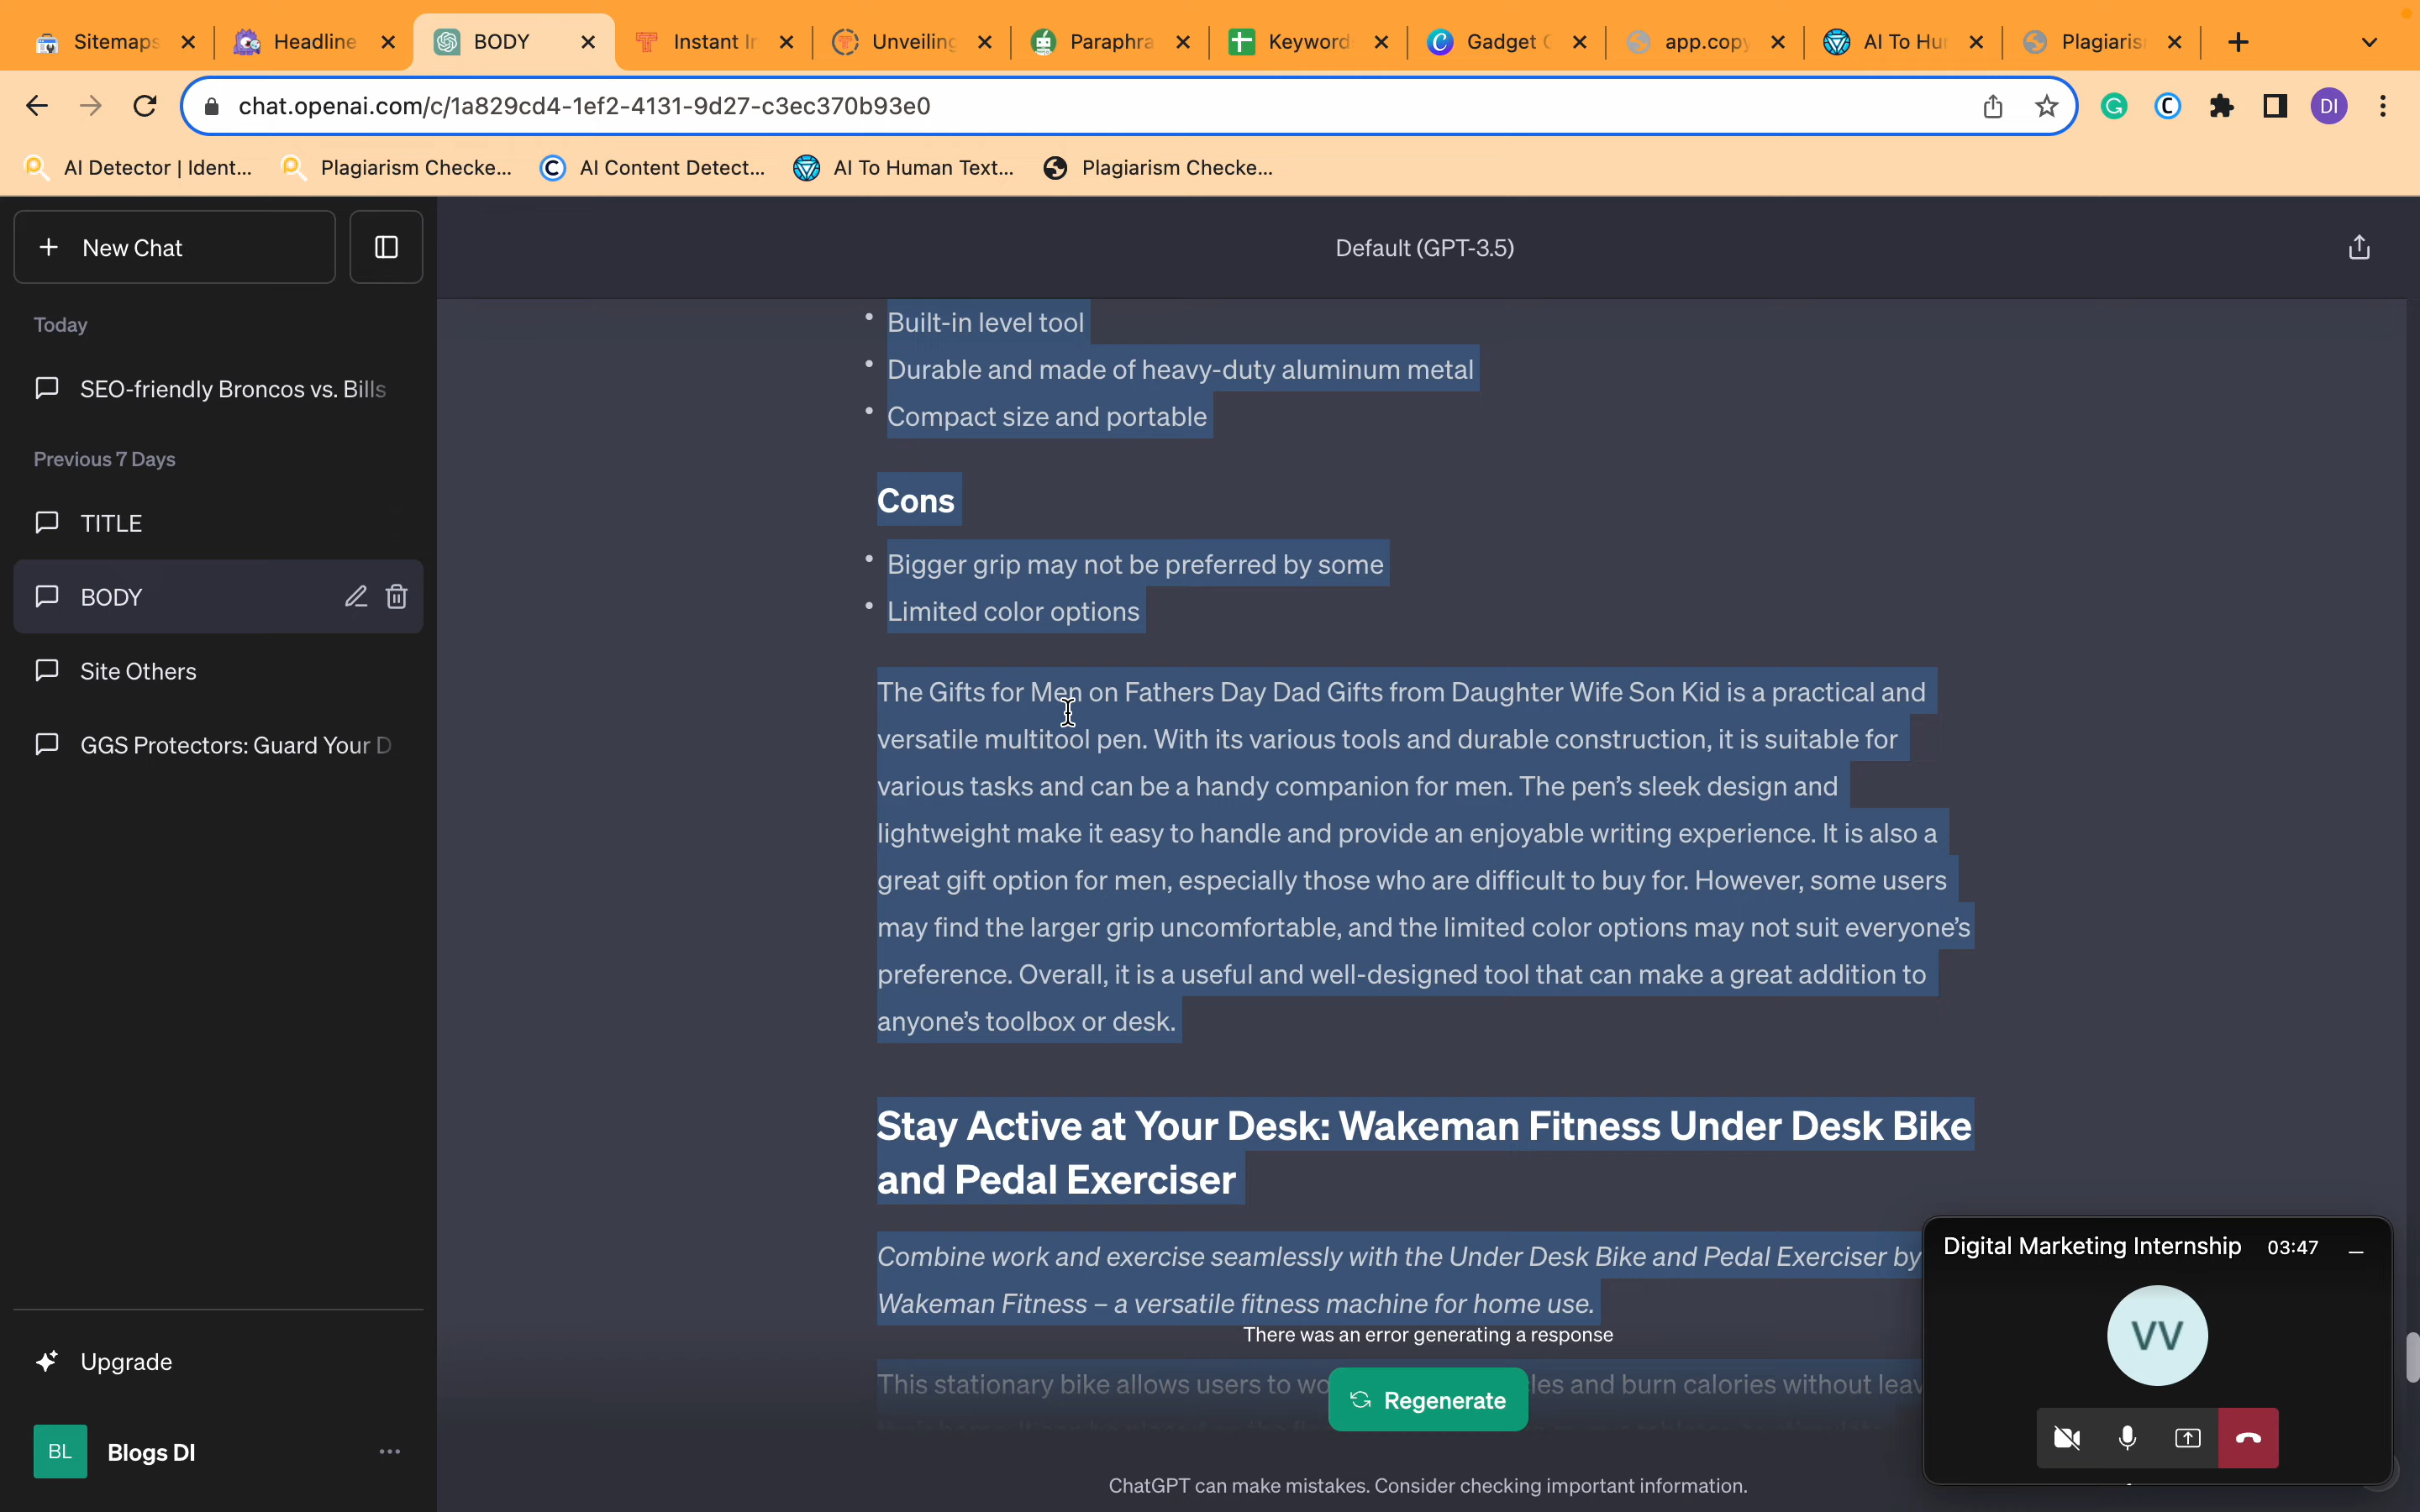 Sitemaps
Headline
BODY
Instant Ir
Unveiling
Paraphra
Keyword
Gadget
app.copy
AI To Hu
Plagiaris
chat.openai.com/c/1a829cd4-1ef2-4131-9d27-c3ec370b93e0
DI
AI Detector | Ident...
Plagiarism Checke...
AI Content Detect...
AI To Human Text...
Plagiarism Checke...
New Chat
Default (GPT-3.5)
Today
SEO-friendly Broncos vs. Bills
Previous 7 Days
TITLE
BODY
Site Others
GGS Protectors: Guard Your D
Upgrade
BL
Blogs DI
• Built-in level tool
• Durable and made of heavy-duty aluminum metal
• Compact size and portable
Cons
• Bigger grip may not be preferred by some
• Limited color options
The Gifts for Men on Fathers Day Dad Gifts from Daughter Wife Son Kid is a practical and
versatile multitool pen. With its various tools and durable construction, it is suitable for
various tasks and can be a handy companion for men. The pen’s sleek design and
lightweight make it easy to handle and provide an enjoyable writing experience. It is also a
great gift option for men, especially those who are difficult to buy for. However, some users
may find the larger grip uncomfortable, and the limited color options may not suit everyone’s
preference. Overall, it is a useful and well-designed tool that can make a great addition to
anyone’s toolbox or desk.
Stay Active at Your Desk: Wakeman Fitness Under Desk Bike
and Pedal Exerciser
Combine work and exercise seamlessly with the Under Desk Bike and Pedal Exerciser by
Wakeman Fitness – a versatile fitness machine for home use.
There was an error generating a response
This stationary bike allows users to wo
les and burn calories without leav
Regenerate
ChatGPT can make mistakes. Consider checking important information.
Digital Marketing Internship 03:47
VV